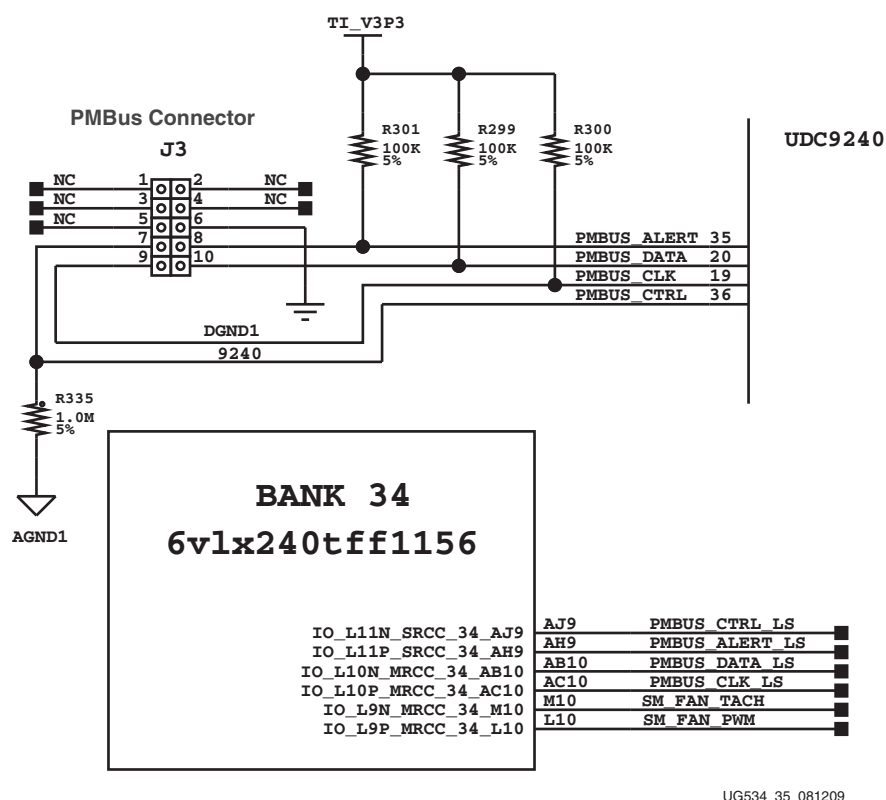 TI_V3P3
PMBus Connector
J3
R301
100K
5%
R299
100K
5%
R300
100K
5%
UDC9240
NC 1 2 NC
NC 3 4 NC
NC 5 6
7 8
9 10
PMBUS_ALERT 35
PMBUS_DATA 20
PMBUS_CLK 19
PMBUS_CTRL 36
DGND1
9240
R335
1.0M
5%
AGND1
BANK 34
6vlx240tff1156
IO_L11N_SRCC_34_AJ9 AJ9 PMBUS_CTRL_LS
IO_L11P_SRCC_34_AH9 AH9 PMBUS_ALERT_LS
IO_L10N_MRCC_34_AB10 AB10 PMBUS_DATA_LS
IO_L10P_MRCC_34_AC10 AC10 PMBUS_CLK_LS
IO_L9N_MRCC_34_M10 M10 SM_FAN_TACH
IO_L9P_MRCC_34_L10 L10 SM_FAN_PWM
UG534_35_081209